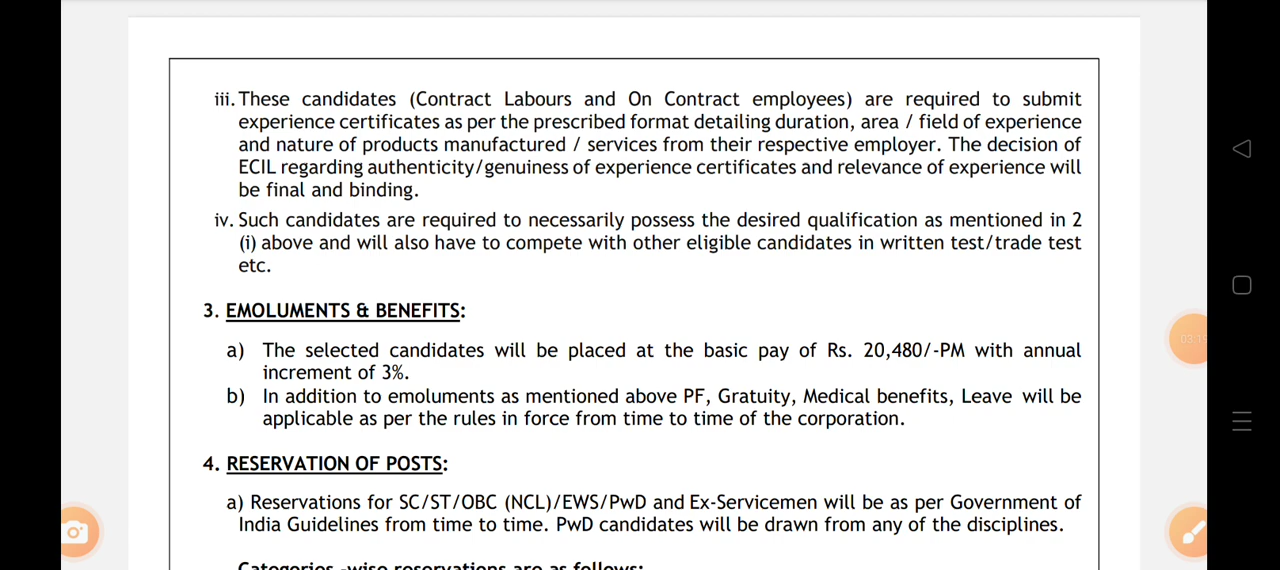 iii. These candidates (Contract Labours and On Contract employees) are required to submit
experience certificates as per the prescribed format detailing duration, area / field of experience
and nature of products manufactured / services from their respective employer. The decision of
ECIL regarding authenticity/genuiness of experience certificates and relevance of experience will
be final and binding.
iv. Such candidates are required to necessarily possess the desired qualification as mentioned in 2
(i) above and will also have to compete with other eligible candidates in written test/trade test
etc.
3. EMOLUMENTS & BENEFITS:
a) The selected candidates will be placed at the basic pay of Rs. 20,480/-PM with annual
increment of 3%.
b) In addition to emoluments as mentioned above PF, Gratuity, Medical benefits, Leave will be
applicable as per the rules in force from time to time of the corporation.
4. RESERVATION OF POSTS:
a) Reservations for SC/ST/OBC (NCL)/EWS/PwD and Ex-Servicemen will be as per Government of
India Guidelines from time to time. PwD candidates will be drawn from any of the disciplines.
Categories -wise reservations are as follows: